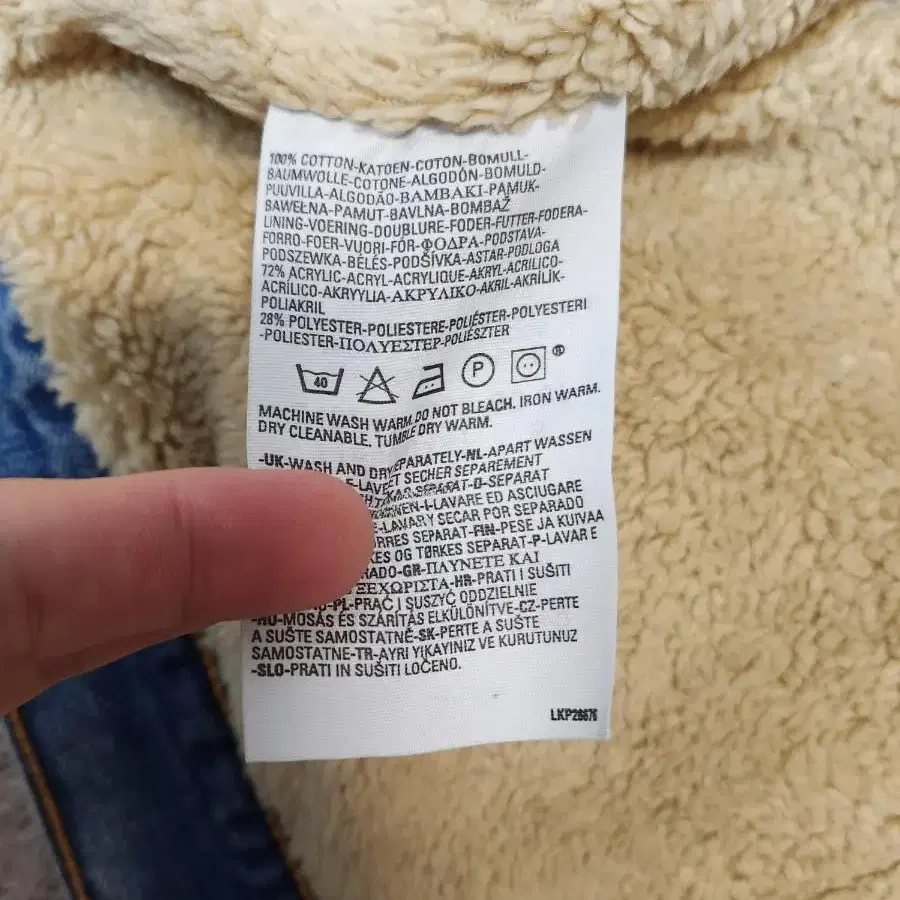 100% COTTON-KATOEN-COTON-BOMULL-
BAUMWOLLE-COTONE-ALGODÓN-BOMULD-
PUUVILLA-ALGODÃO-ΒΑΜΒΑΚΙ-PAMUK-
BAWEŁNA-PAMUT-BAVLNA-BOMBAŽ
LINING-VOERING-DOUBLURE-FODER-FUTTER-FODERA-
FORRO-FOER-VUORI-FÓR-ΦΟΔΡΑ-PODSTAVA-
PODSZEWKA-BÉLÉS-PODŠÍVKA-ASTAR-PODLOGA
72% ACRYLIC-ACRYL-ACRYLIQUE-AKRYL-ACRILICO-
ACRÍLICO-AKRYYLIA-ΑΚΡΥΛΙΚΟ-AKRIL-AKRİLİK-
POLIAKRIL
28% POLYESTER-POLIESTERE-POLIÉSTER-POLYESTERI
-POLIESTER-ΠΟΛΥΕΣΤΕΡ-POLIÉSZTER
40 P
MACHINE WASH WARM. DO NOT BLEACH. IRON WARM.
DRY CLEANABLE. TUMBLE DRY WARM.
-UK-WASH AND DRY SEPARATELY-NL-APART WASSEN
SECHER SEPAREMENT
SEPARAT-D-SEPARAT
-I-LAVARE ED ASCIUGARE
-LAVAR Y SECAR POR SEPARADO
SEPARAT-FIN-PESE JA KUIVAA
OG TØRKES SEPARAT-P-LAVAR E
-GR-ΠΛΥΝΕΤΕ ΚΑΙ
-HR-PRATI I SUŠITI
-PL-PRAĆ I SUSZYĆ ODDZIELNIE
-HU-MOSÁS ÉS SZÁRÍTÁS ELKÜLÖNÍTVE-CZ-PERTE
A SUŠTE SAMOSTATNĚ-SK-PERTE A SUŠTE
SAMOSTATNE-TR-AYRI YIKAYINIZ VE KURUTUNUZ
-SLO-PRATI IN SUŠITI LOČENO.